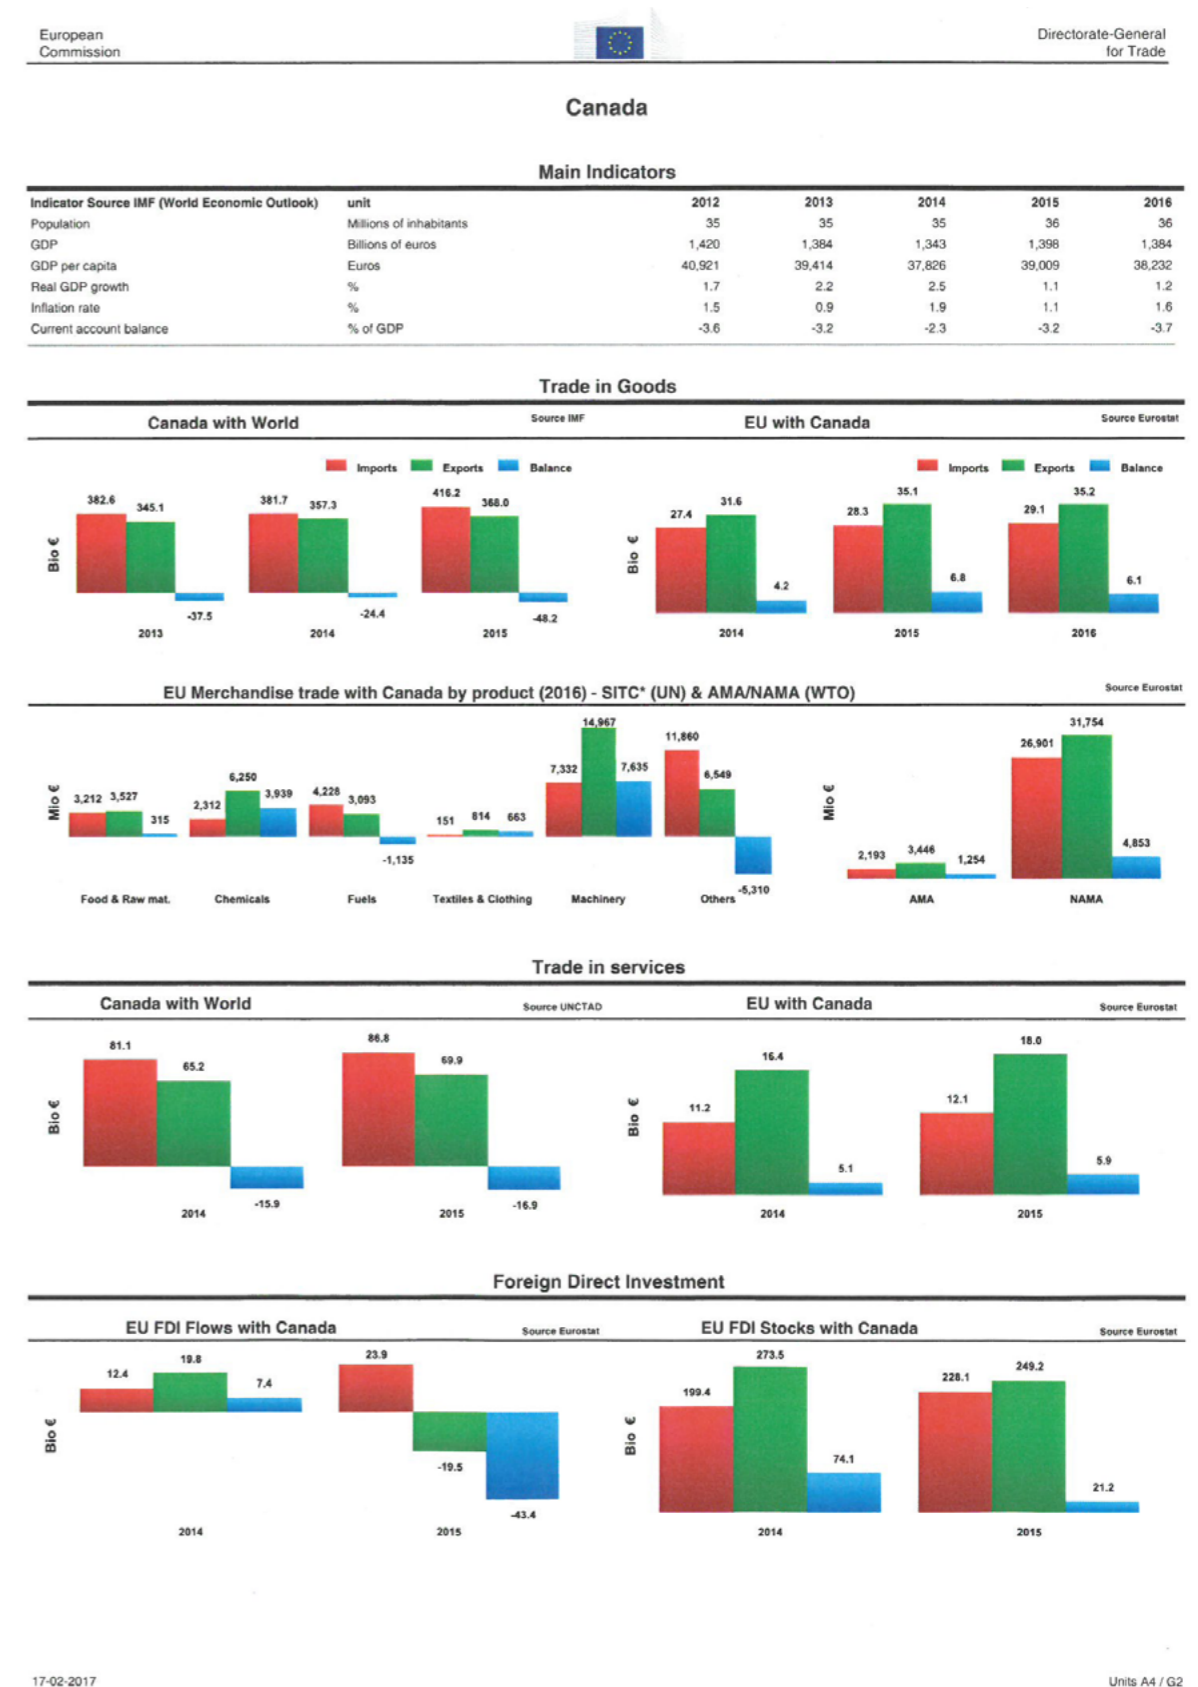 European
Commission
Directorate-General
for Trade
Canada
Main Indicators
Indicator Source IMF (World Economic Outlook) unit 2012 2013 2014 2015 2016
Population Millions of inhabitants 35 35 35 36 36
GDP Billions of euros 1,420 1,384 1,343 1,398 1,384
GDP per capita Euros 40,921 39,414 37,826 39,009 38,232
Real GDP growth % 1.7 2.2 2.5 1.1 1.2
Inflation rate % 1.5 0.9 1.9 1.1 1.6
Current account balance % of GDP -3.6 -3.2 -2.3 -3.2 -3.7
Trade in Goods
Canada with World Source IMF
Imports Exports Balance
Bio €
382.6 345.1 -37.5
381.7 357.3 -24.4
416.2 368.0 -48.2
2013 2014 2015
EU with Canada Source Eurostat
Imports Exports Balance
Bio €
27.4 31.6 4.2
28.3 35.1 6.8
29.1 35.2 6.1
2014 2015 2016
EU Merchandise trade with Canada by product (2016) - SITC* (UN) & AMA/NAMA (WTO) Source Eurostat
Mio €
3,212 3,527 315
2,312 6,250 3,939
4,228 3,093 -1,135
151 814 663
7,332 14,967 7,635
11,860 6,549 -5,310
Food & Raw mat. Chemicals Fuels Textiles & Clothing Machinery Others
Mio €
2,193 3,446 1,254
26,901 31,754 4,853
AMA NAMA
Trade in services
Canada with World Source UNCTAD
Bio €
81.1 65.2 -15.9
86.8 69.9 -16.9
2014 2015
EU with Canada Source Eurostat
Bio €
11.2 16.4 5.1
12.1 18.0 5.9
2014 2015
Foreign Direct Investment
EU FDI Flows with Canada Source Eurostat
Bio €
12.4 19.8 7.4
23.9 -19.5 -43.4
2014 2015
EU FDI Stocks with Canada Source Eurostat
Bio €
199.4 273.5 74.1
228.1 249.2 21.2
2014 2015
17-02-2017
Units A4 / G2